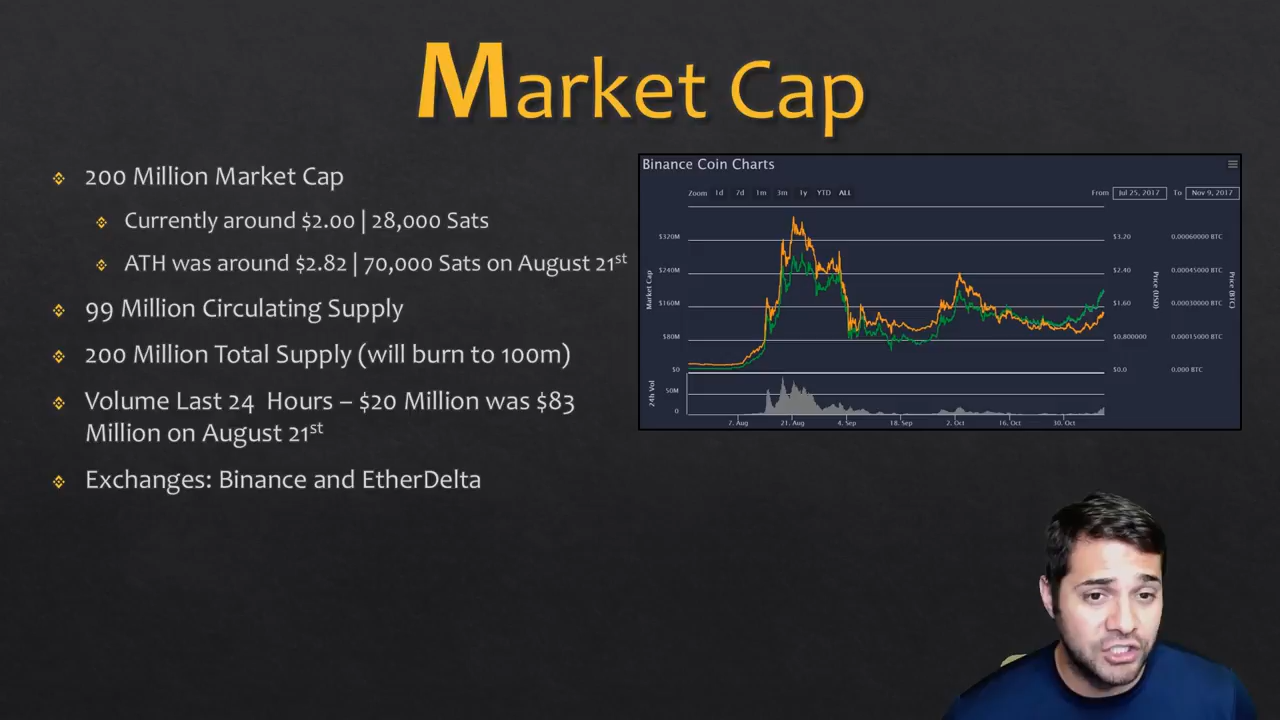 Market Cap
200 Million Market Cap
Currently around $2.00 | 28,000 Sats
ATH was around $2.82 | 70,000 Sats on August 21st
99 Million Circulating Supply
200 Million Total Supply (will burn to 100m)
Volume Last 24 Hours – $20 Million was $83
Million on August 21st
Exchanges: Binance and EtherDelta
Binance Coin Charts
Zoom 1d 7d 1m 3m 1y YTD ALL From Jul 25, 2017 To Nov 9, 2017
$320M $3.20 0.00060000 BTC
$240M $2.40 0.00045000 BTC
$160M $1.60 0.00030000 BTC
$80M $0.800000 0.00015000 BTC
$0 $0.0 0.000 BTC
Market Cap
Price (USD)
Price (BTC)
50M
0
24h Vol
7. Aug 21. Aug 4. Sep 18. Sep 2. Oct 16. Oct 30. Oct